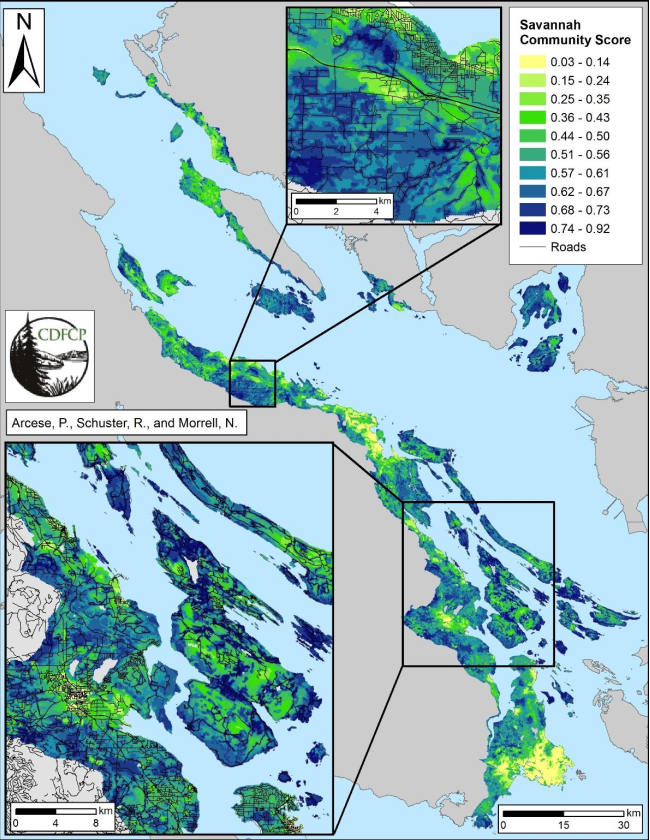 N
Savannah
Community Score
0.03 - 0.14
0.15 - 0.24
0.25 - 0.35
0.36 - 0.43
0.44 - 0.50
0.51 - 0.56
0.57 - 0.61
0.62 - 0.67
0.68 - 0.73
0.74 - 0.92
Roads
km
0 2 4
CDFCP
Arcese, P., Schuster, R., and Morrell, N.
km
0 4 8
km
0 15 30